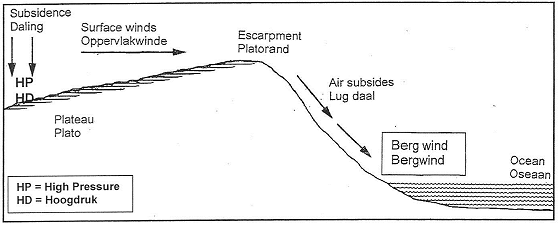 Subsidence
Daling
Surface winds
Oppervlakwinde
Escarpment
Platorand
HP
HD
Air subsides
Lug daal
Plateau
Plato
Berg wind
Bergwind
Ocean
Oseaan
HP = High Pressure
HD = Hoogdruk